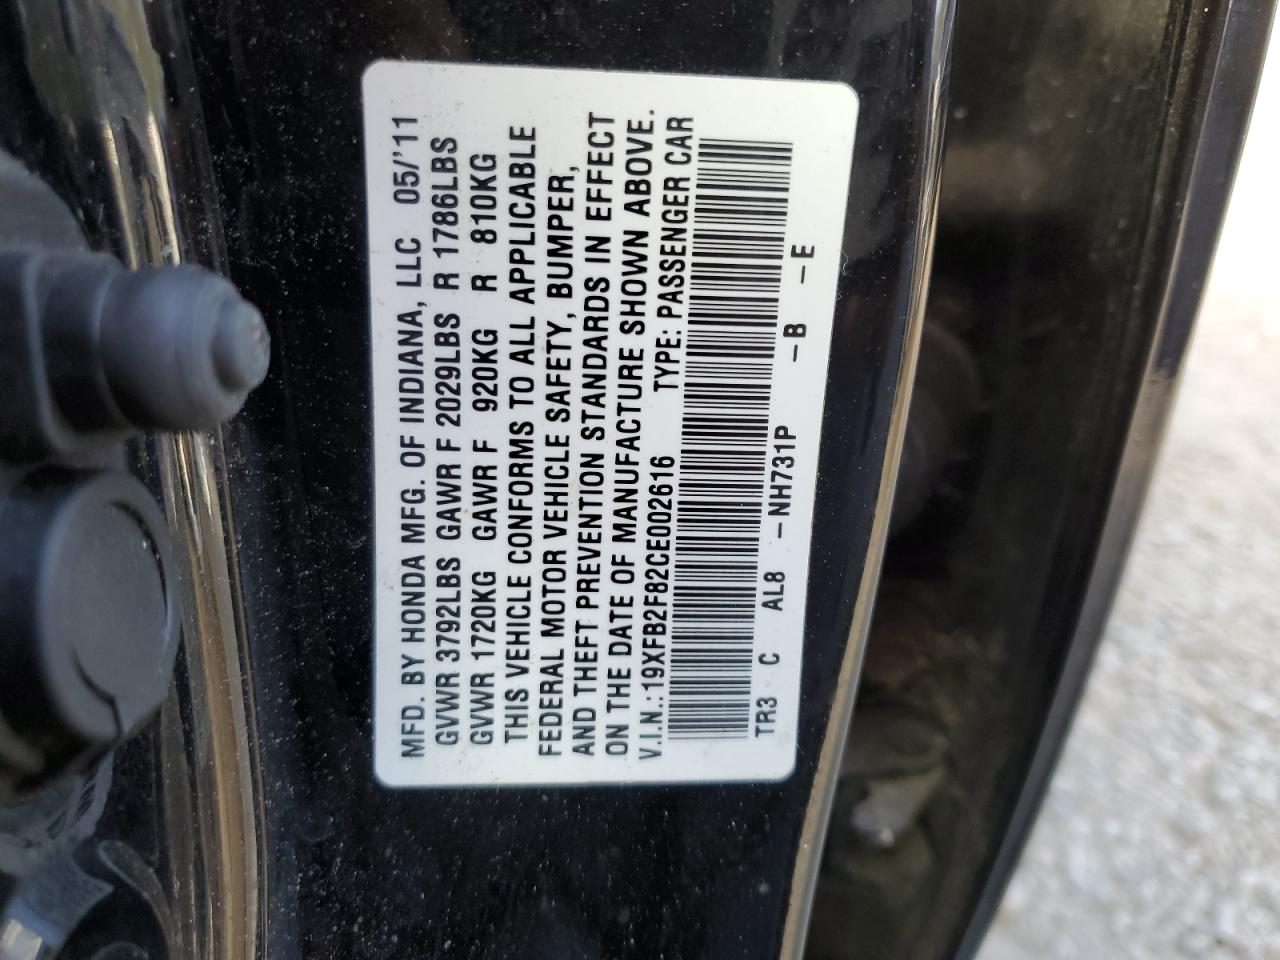 MFD. BY HONDA MFG. OF INDIANA, LLC 05/'11
GVWR 3792LBS GAWR F 2029LBS R 1786LBS
GVWR 1720KG GAWR F 920KG R 810KG
THIS VEHICLE CONFORMS TO ALL APPLICABLE
FEDERAL MOTOR VEHICLE SAFETY, BUMPER,
AND THEFT PREVENTION STANDARDS IN EFFECT
ON THE DATE OF MANUFACTURE SHOWN ABOVE.
V.I.N.:19XFB2F82CE002616 TYPE: PASSENGER CAR
TR3 C AL8 -NH731P -B -E